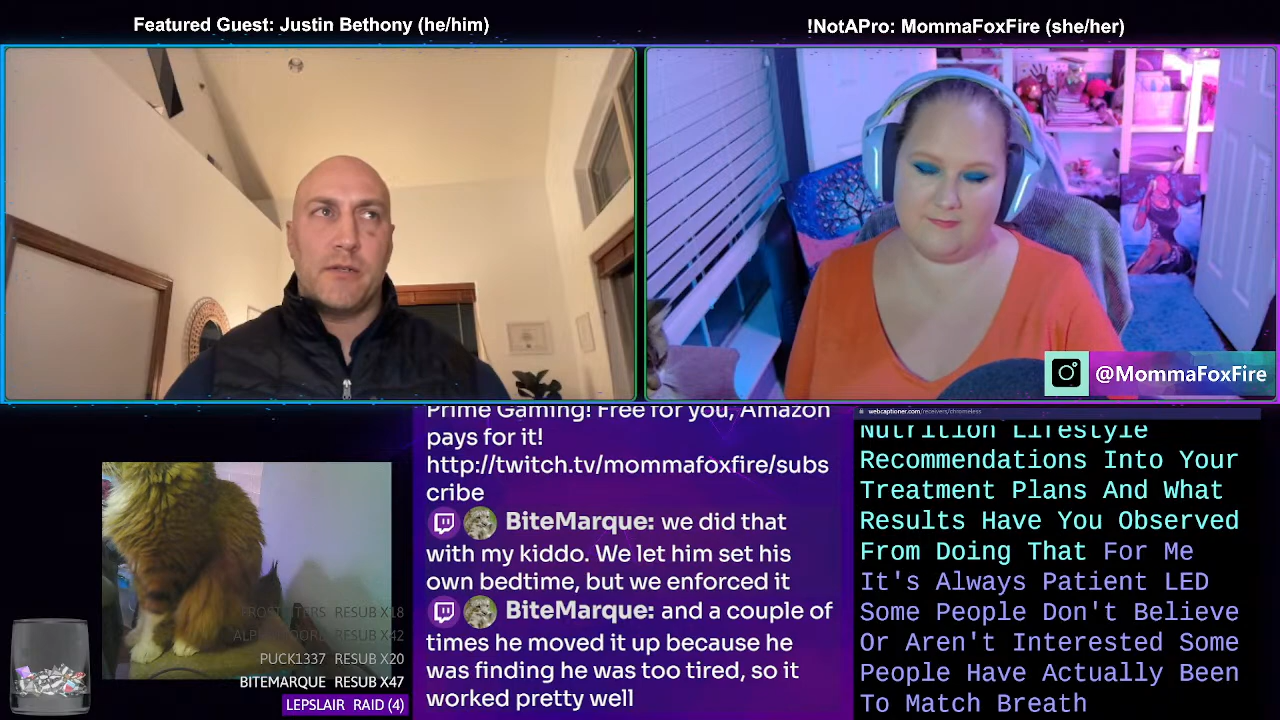 Featured Guest: Justin Bethony (he/him)
!NotAPro: MommaFoxFire (she/her)
@MommaFoxFire
Prime Gaming! Free for you, Amazon
pays for it!
http://twitch.tv/mommafoxfire/subs
cribe
BiteMarque: we did that
with my kiddo. We let him set his
own bedtime, but we enforced it
BiteMarque: and a couple of
times he moved it up because he
was finding he was too tired, so it
worked pretty well
webcaptioner.com/receivers/chromeless
Nutrition Lifestyle
Recommendations Into Your
Treatment Plans And What
Results Have You Observed
From Doing That For Me
It's Always Patient LED
Some People Don't Believe
Or Aren't Interested Some
People Have Actually Been
To Match Breath
RESUB X18
RESUB X42
PUCK1337 RESUB X20
BITEMARQUE RESUB X47
LEPSLAIR RAID (4)